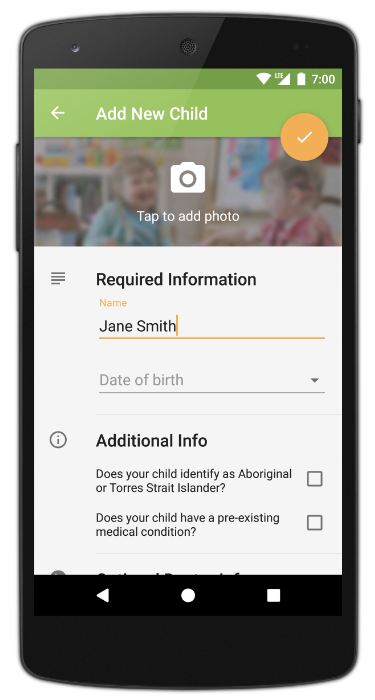 LTE 7:00
Add New Child
Tap to add photo
Required Information
Name
Jane Smith
Date of birth
Additional Info
Does your child identify as Aboriginal
or Torres Strait Islander?
Does your child have a pre-existing
medical condition?